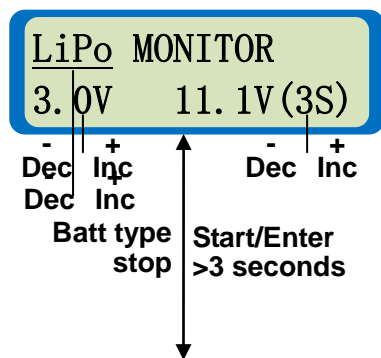 LiPo MONITOR
3.0V 11.1V(3S)
- + - +
Dec Inc Dec Inc
- +
Dec Inc
Batt type Start/Enter
stop >3 seconds